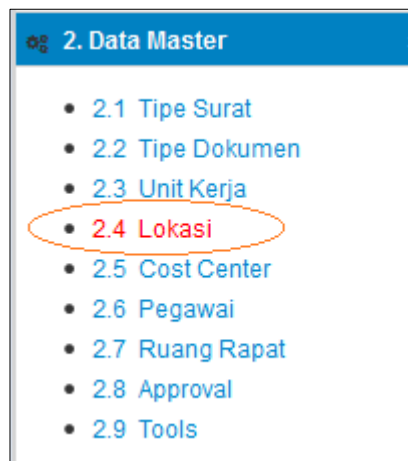 2. Data Master
2.1 Tipe Surat
2.2 Tipe Dokumen
2.3 Unit Kerja
2.4 Lokasi
2.5 Cost Center
2.6 Pegawai
2.7 Ruang Rapat
2.8 Approval
2.9 Tools